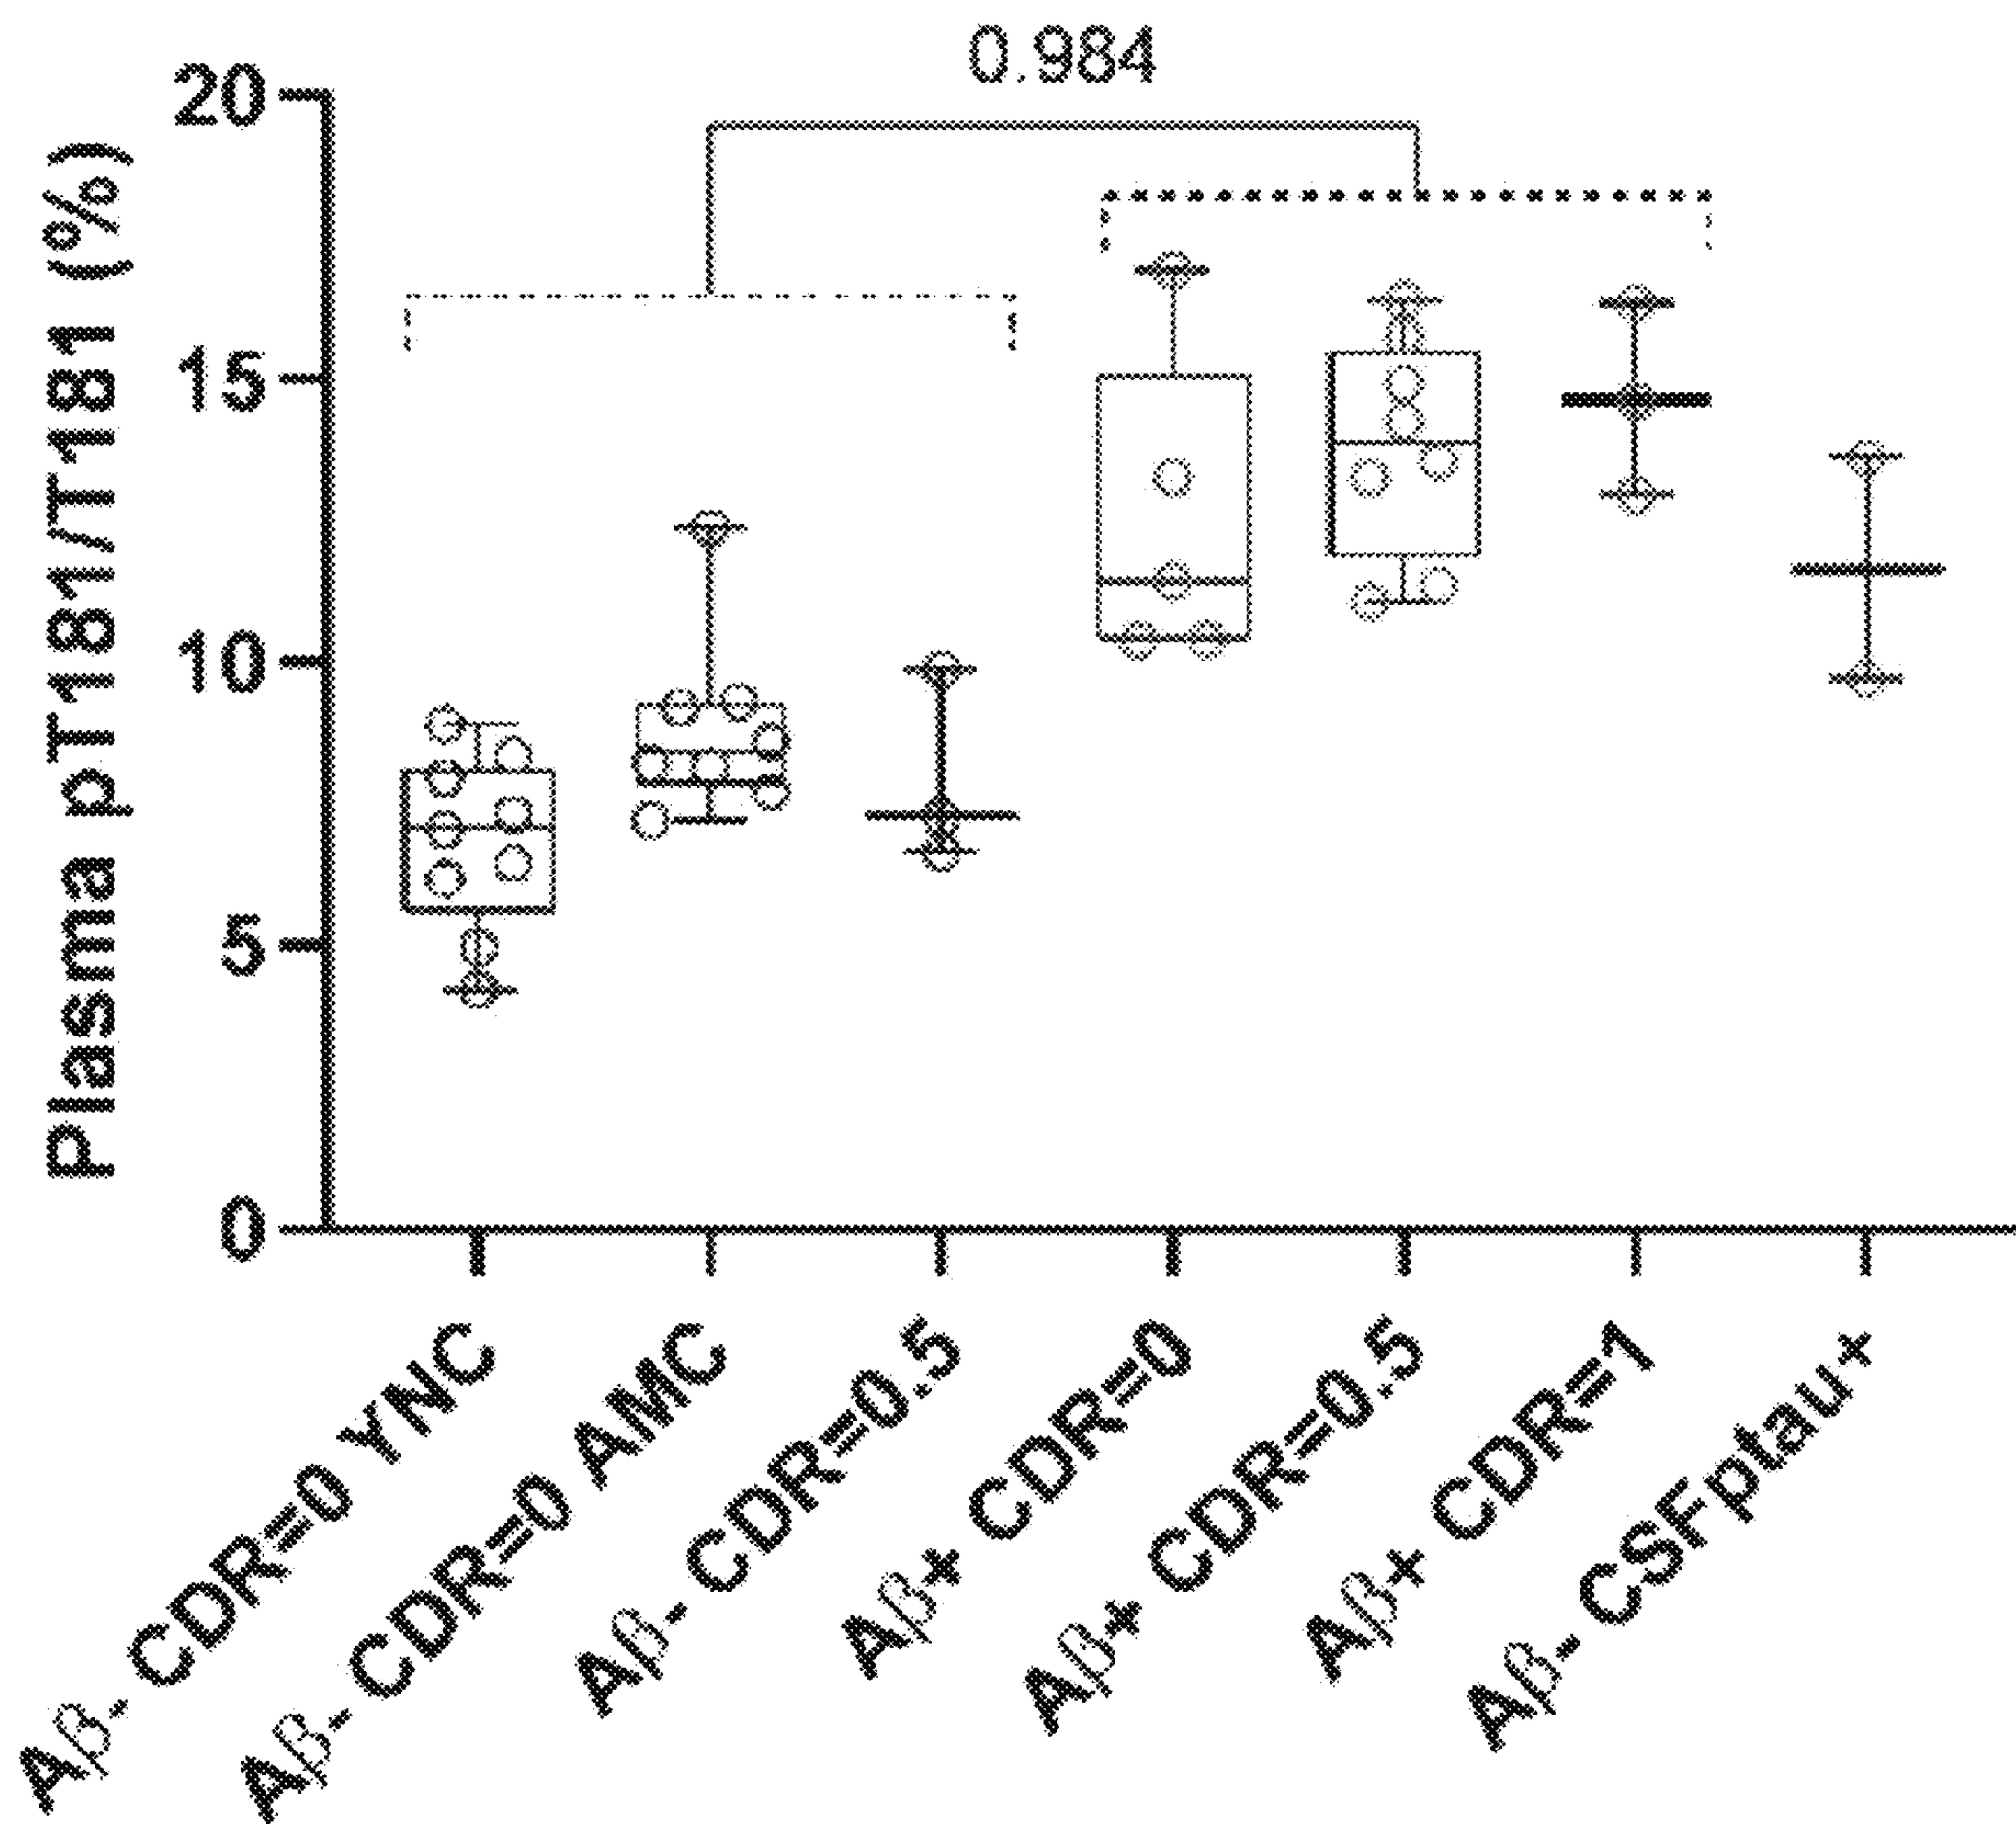 0.984
20
15
10
5
0
Plasma pT181/T181 (%)
Aβ- CDR=0 YNC
Aβ- CDR=0 AMC
Aβ- CDR=0.5
Aβ+ CDR=0
Aβ+ CDR=0.5
Aβ+ CDR=1
Aβ- CSFptau+